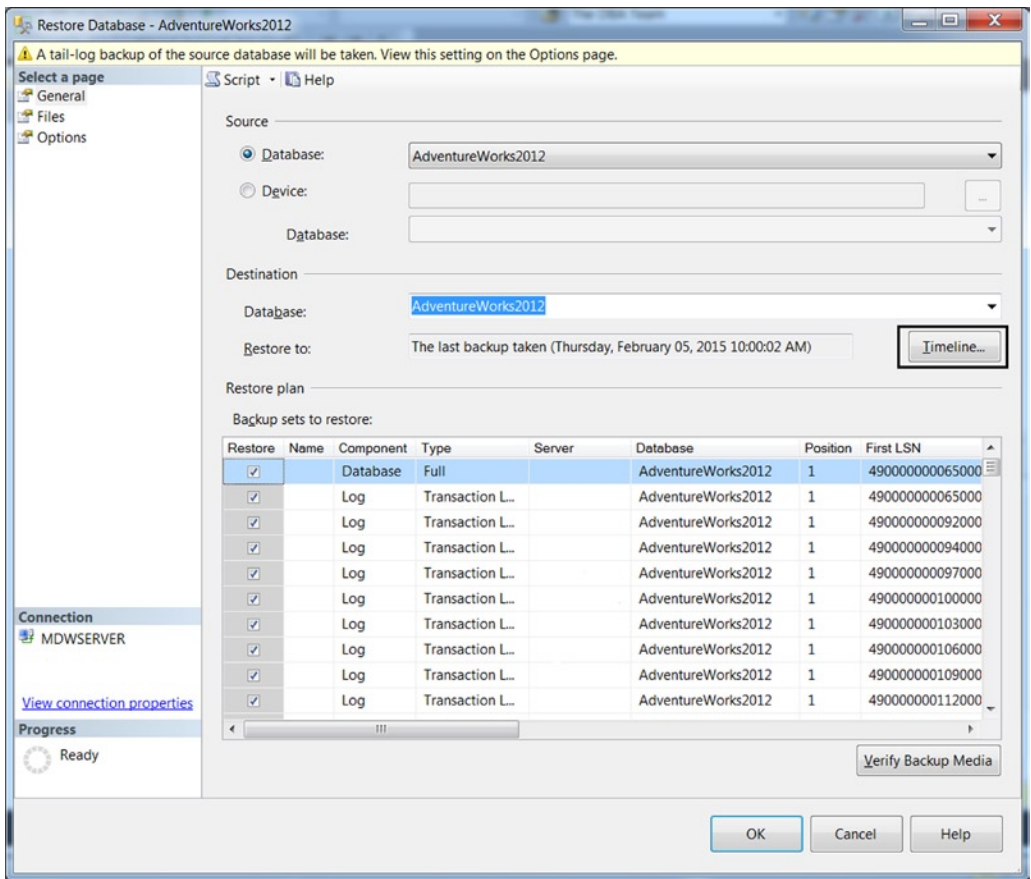 The DBA Team
Restore Database - AdventureWorks2012
A tail-log backup of the source database will be taken. View this setting on the Options page.
Select a page
General
Files
Options
Script Help
Source
Database: AdventureWorks2012
Device: ...
Database:
Destination
Database: AdventureWorks2012
Restore to: The last backup taken (Thursday, February 05, 2015 10:00:02 AM) Timeline...
Restore plan
Backup sets to restore:
Restore Name Component Type Server Database Position First LSN
Database Full AdventureWorks2012 1 490000000065000
Log Transaction L... AdventureWorks2012 1 490000000065000
Log Transaction L... AdventureWorks2012 1 490000000092000
Log Transaction L... AdventureWorks2012 1 490000000094000
Log Transaction L... AdventureWorks2012 1 490000000097000
Log Transaction L... AdventureWorks2012 1 490000000100000
Log Transaction L... AdventureWorks2012 1 490000000103000
Log Transaction L... AdventureWorks2012 1 490000000106000
Log Transaction L... AdventureWorks2012 1 490000000109000
Log Transaction L... AdventureWorks2012 1 490000000112000
Connection
MDWSERVER
View connection properties
Progress
Ready
Verify Backup Media
OK Cancel Help